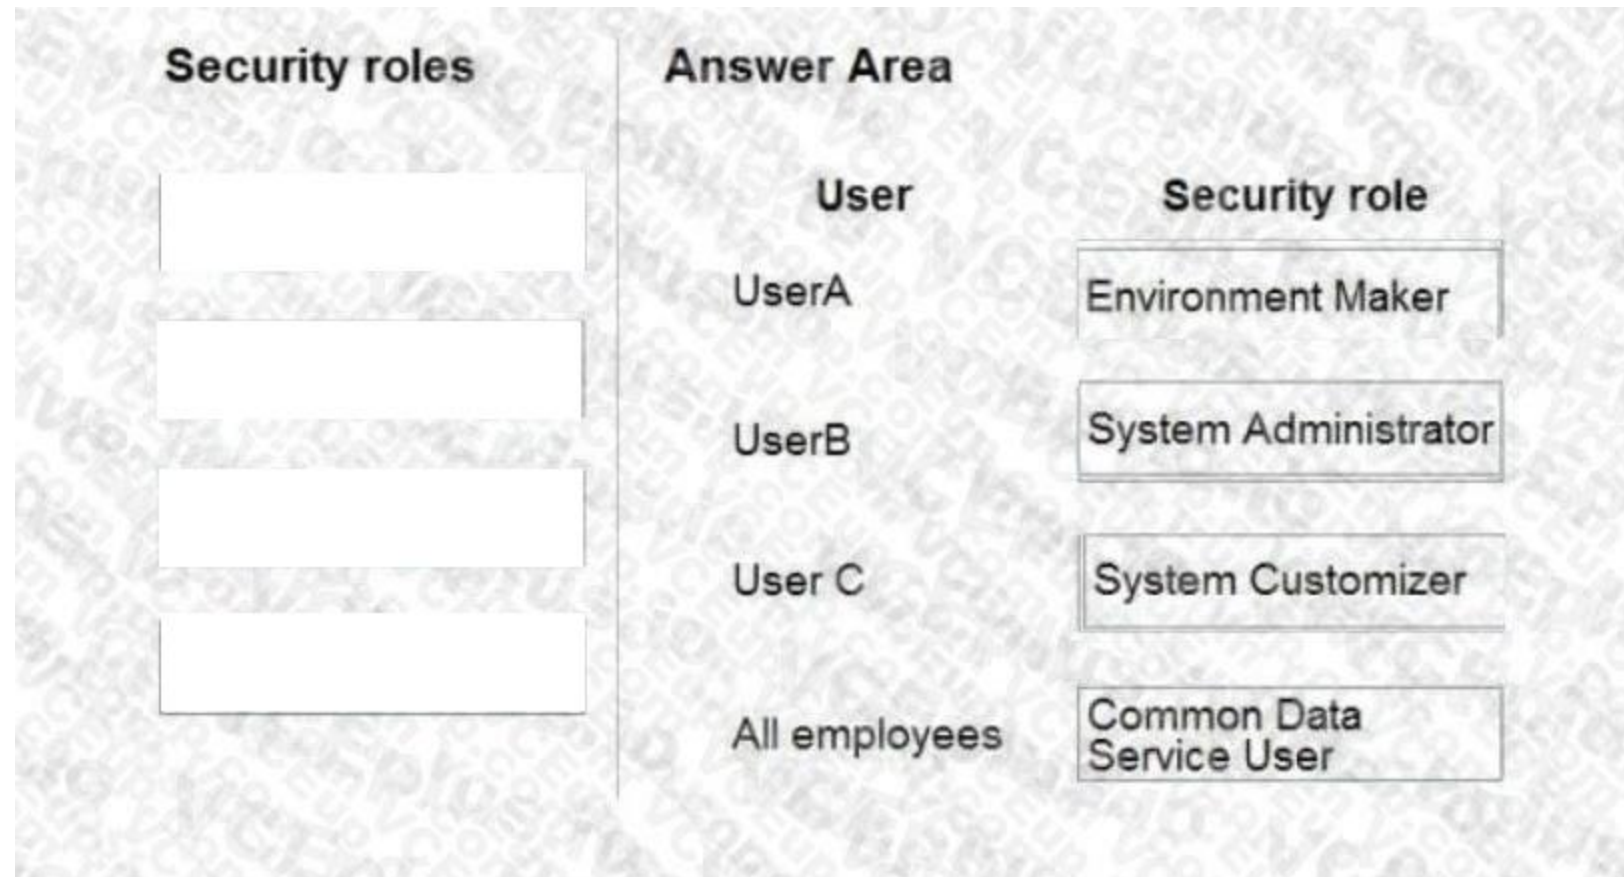 Security roles
Answer Area
User
Security role
UserA
Environment Maker
UserB
System Administrator
User C
System Customizer
All employees
Common Data
Service User